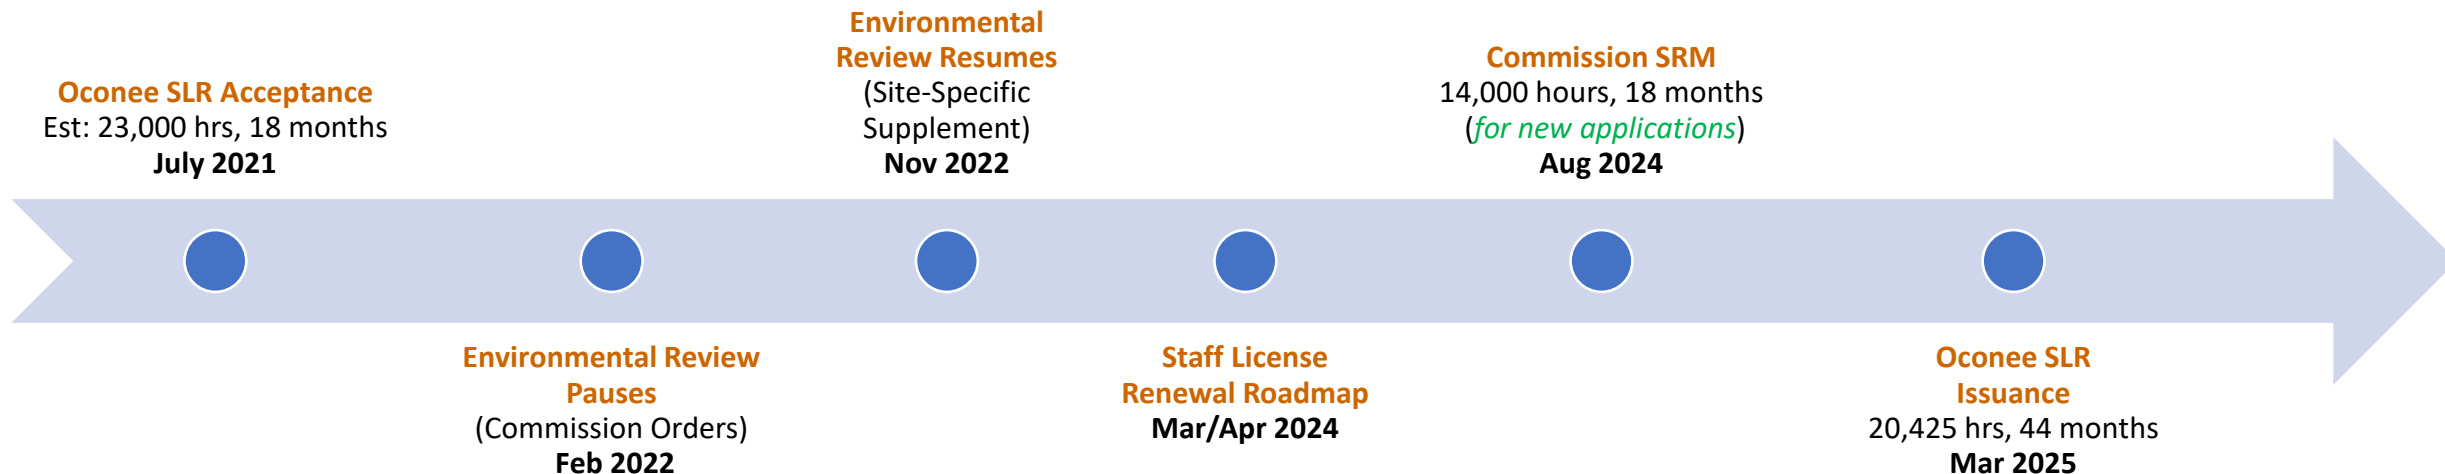 Oconee SLR Acceptance
Est: 23,000 hrs, 18 months
July 2021
Environmental Review
Pauses
(Commission Orders)
Feb 2022
Environmental
Review Resumes
(Site-Specific
Supplement)
Nov 2022
Staff License
Renewal Roadmap
Mar/Apr 2024
Commission SRM
14,000 hours, 18 months
(for new applications)
Aug 2024
Oconee SLR
Issuance
20,425 hrs, 44 months
Mar 2025